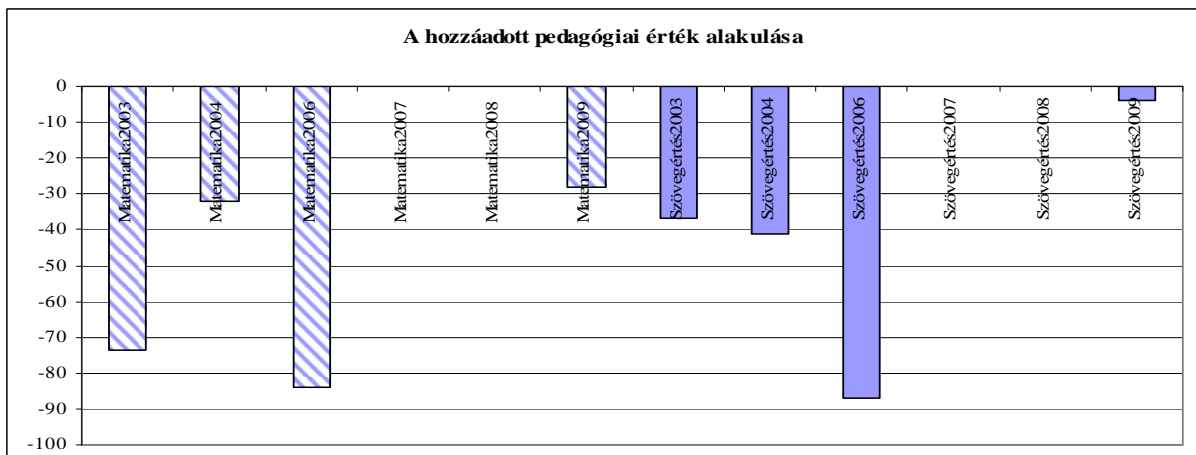 A hozzáadott pedagógiai érték alakulása
0
-10
-20
-30
-40
-50
-60
-70
-80
-90
-100
Matematika2003
Matematika2004
Matematika2006
Matematika2007
Matematika2008
Matematika2009
Szövegértés2003
Szövegértés2004
Szövegértés2006
Szövegértés2007
Szövegértés2008
Szövegértés2009